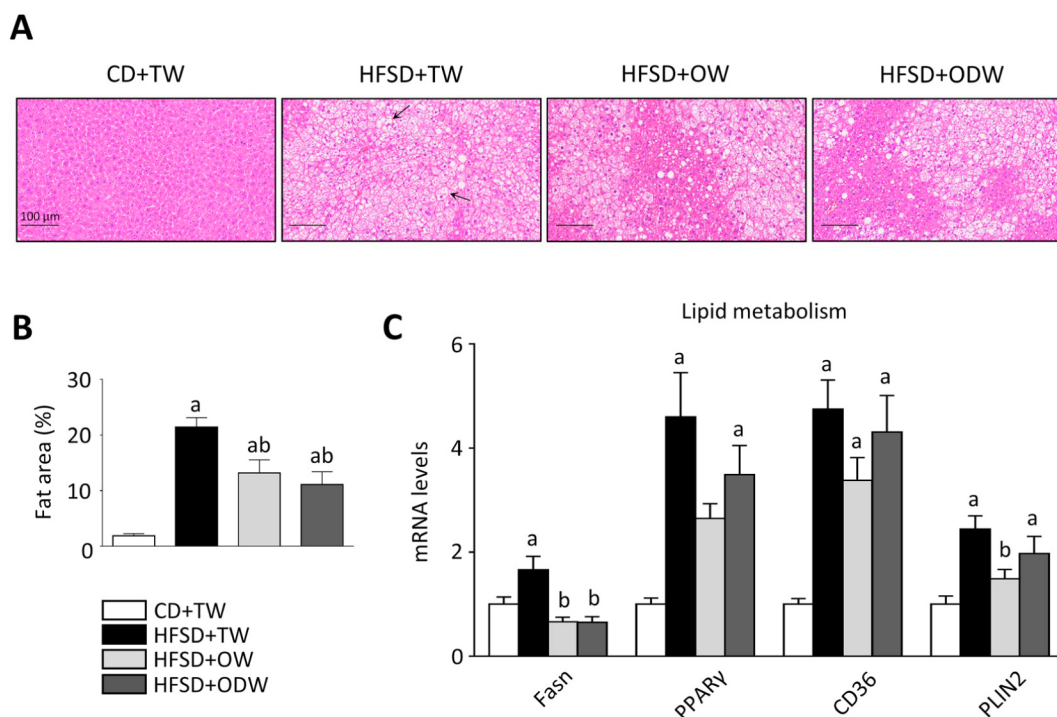 A
CD+TW
HFSD+TW
HFSD+OW
HFSD+ODW
100 µm
B
Fat area (%)
30
20
10
0
a
ab
ab
CD+TW
HFSD+TW
HFSD+OW
HFSD+ODW
C
Lipid metabolism
mRNA levels
6
4
2
0
a
b
b
a
a
a
a
a
a
b
a
Fasn
PPARγ
CD36
PLIN2